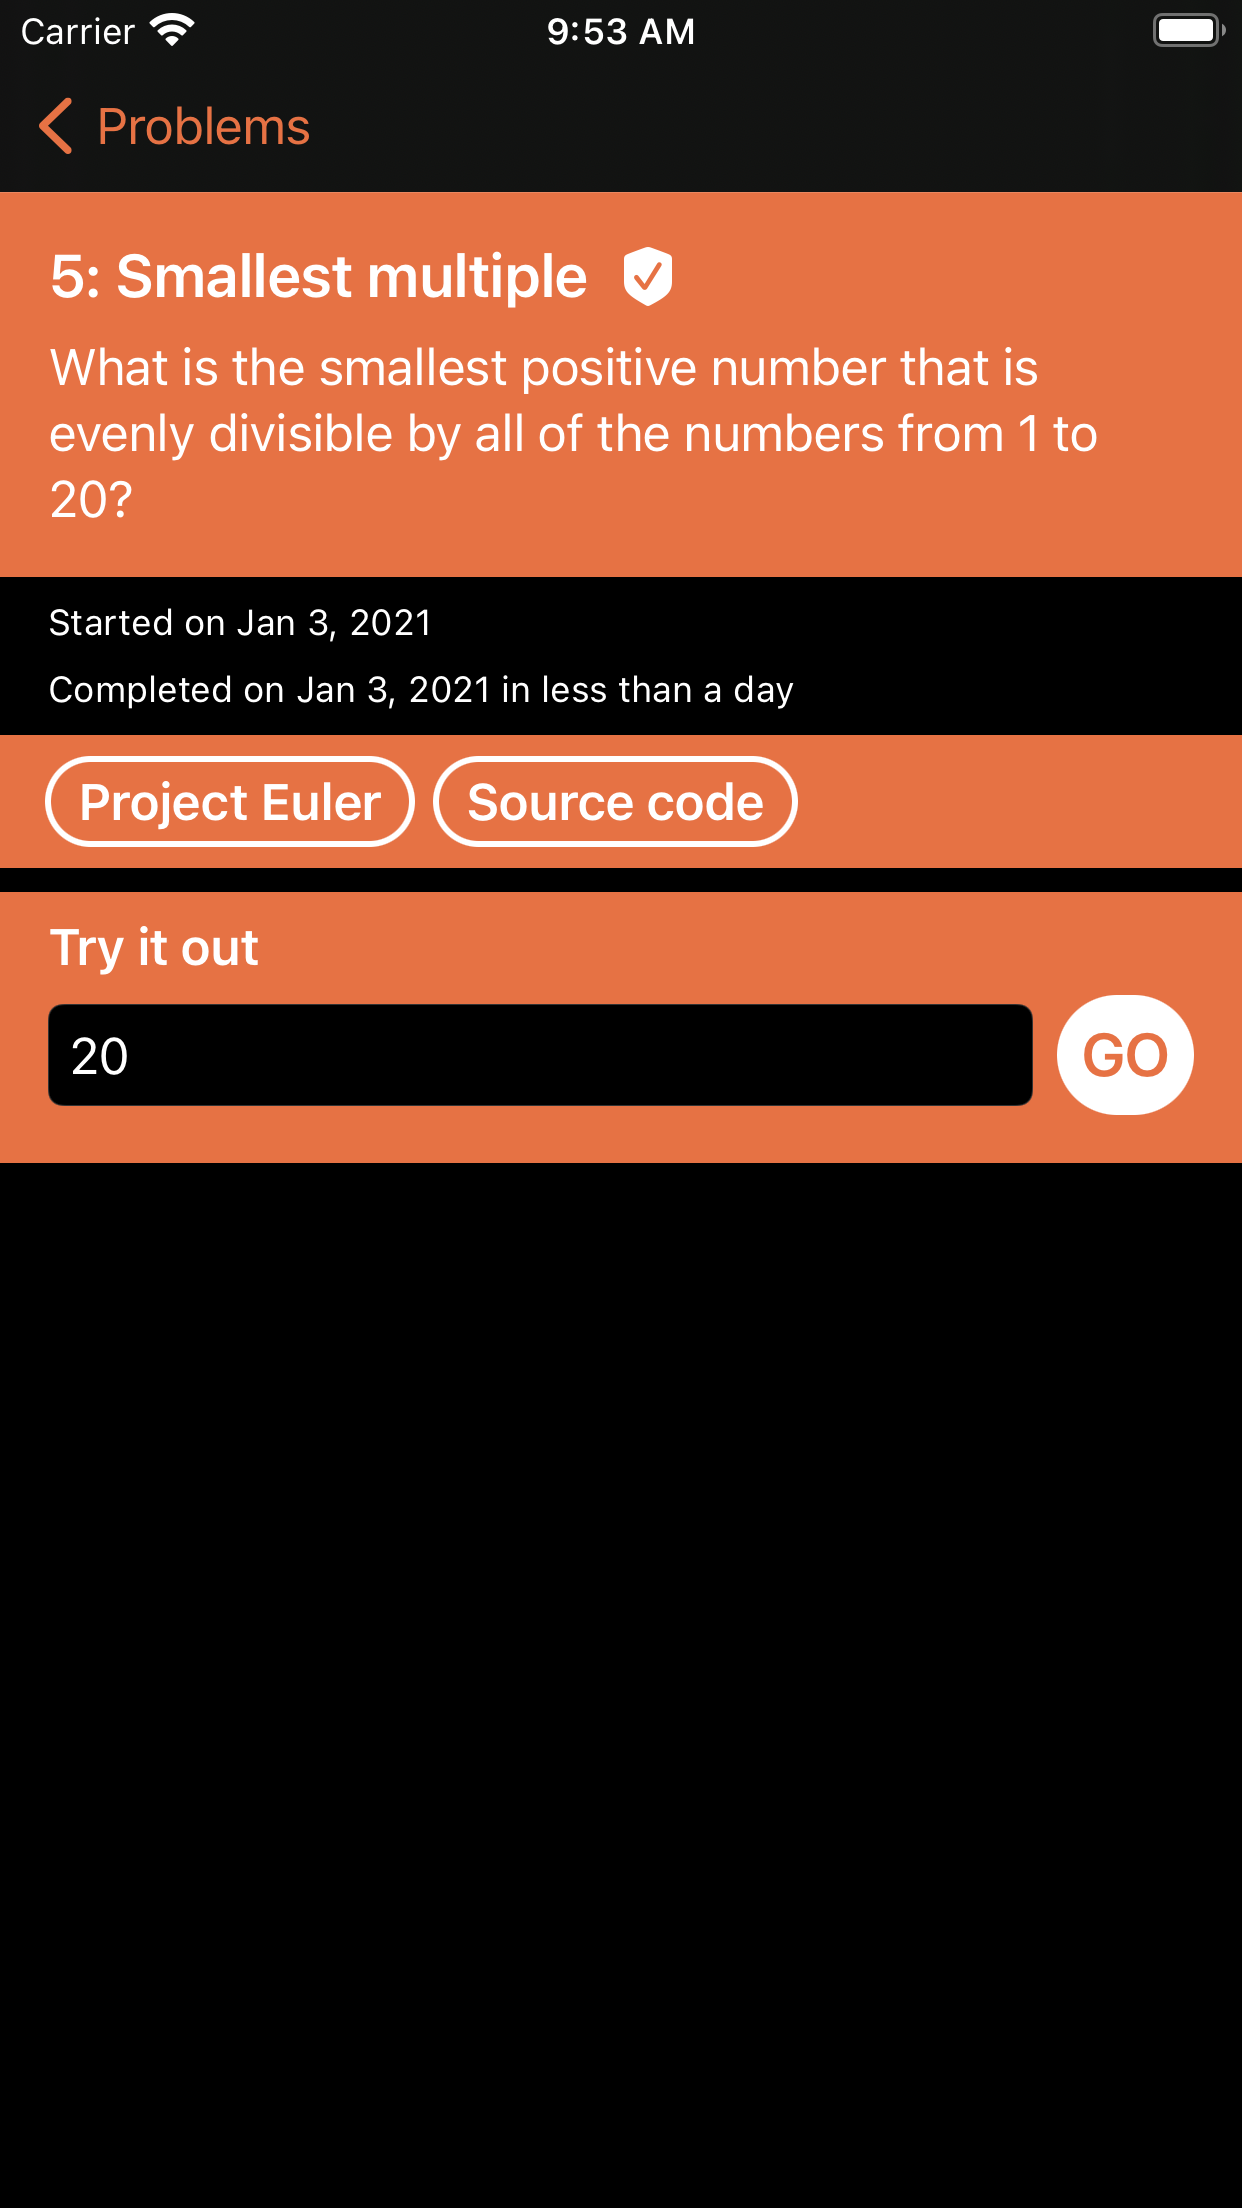 Carrier 9:53 AM
Problems
5: Smallest multiple
What is the smallest positive number that is
evenly divisible by all of the numbers from 1 to
20?
Started on Jan 3, 2021
Completed on Jan 3, 2021 in less than a day
Project Euler Source code
Try it out
20 GO